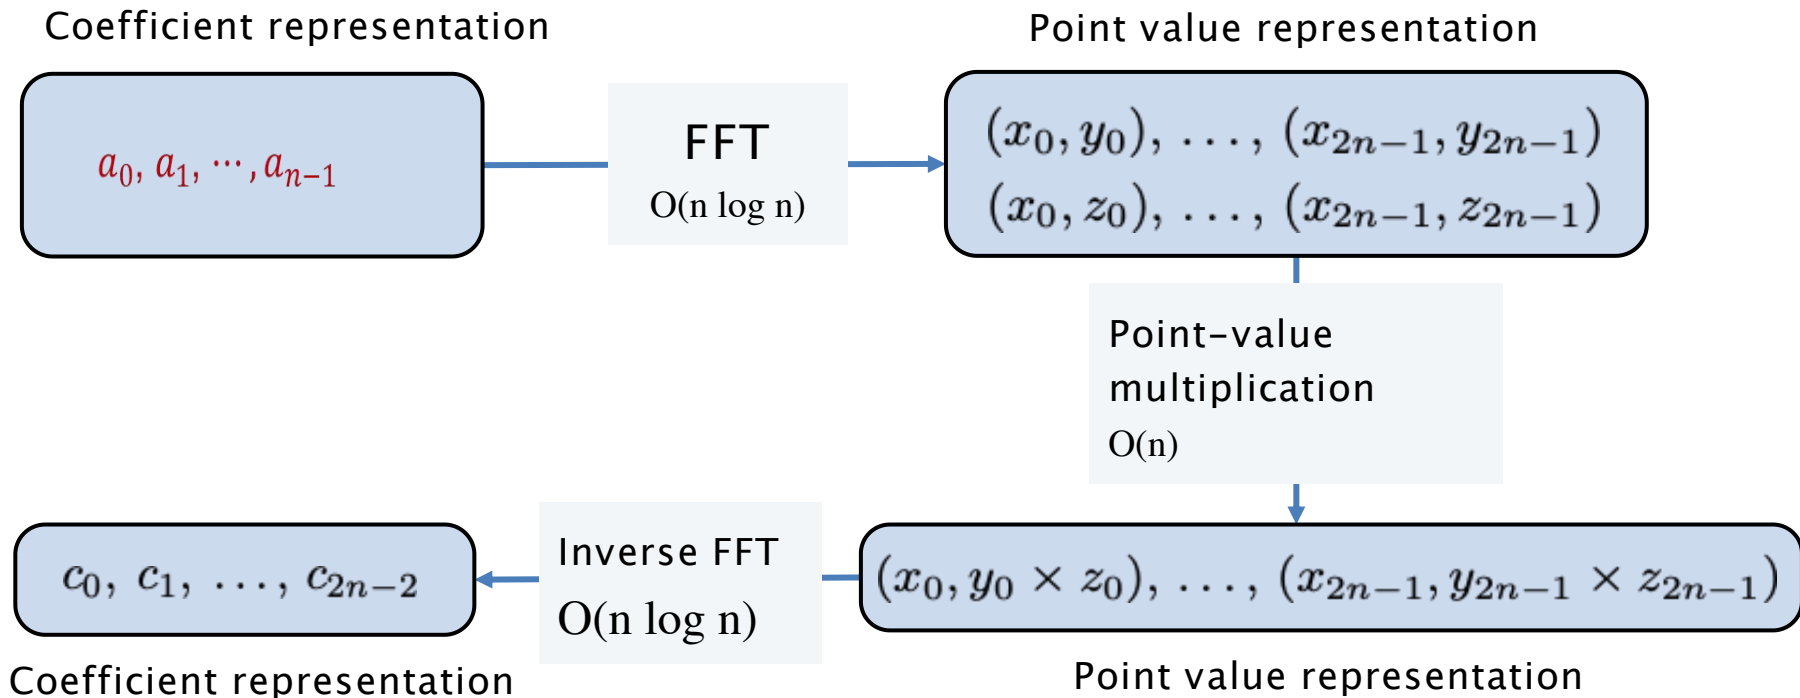 Coefficient representation
Point value representation
a₀, a₁, ⋯, aₙ₋₁
FFT
O(n log n)
(x₀, y₀), . . . , (x₂ₙ₋₁, y₂ₙ₋₁)
(x₀, z₀), . . . , (x₂ₙ₋₁, z₂ₙ₋₁)
Point-value
multiplication
O(n)
(x₀, y₀ × z₀), . . . , (x₂ₙ₋₁, y₂ₙ₋₁ × z₂ₙ₋₁)
Point value representation
Inverse FFT
O(n log n)
c₀, c₁, . . . , c₂ₙ₋₂
Coefficient representation